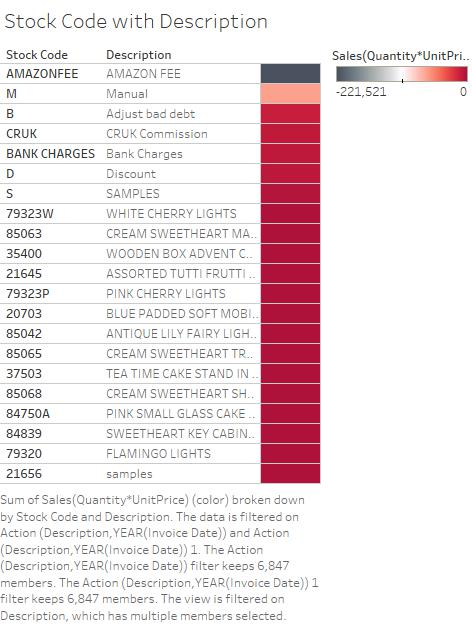 Stock Code with Description
Stock Code Description
AMAZONFEE AMAZON FEE
M Manual
B Adjust bad debt
CRUK CRUK Commission
BANK CHARGES Bank Charges
D Discount
S SAMPLES
79323W WHITE CHERRY LIGHTS
85063 CREAM SWEETHEART MA..
35400 WOODEN BOX ADVENT C..
21645 ASSORTED TUTTI FRUTTI ..
79323P PINK CHERRY LIGHTS
20703 BLUE PADDED SOFT MOBI..
85042 ANTIQUE LILY FAIRY LIGH..
85065 CREAM SWEETHEART TR..
37503 TEA TIME CAKE STAND IN ..
85068 CREAM SWEETHEART SH..
84750A PINK SMALL GLASS CAKE ..
84839 SWEETHEART KEY CABIN..
79320 FLAMINGO LIGHTS
21656 samples
Sales(Quantity*UnitPri..
-221,521 0
Sum of Sales(Quantity*UnitPrice) (color) broken down
by Stock Code and Description. The data is filtered on
Action (Description,YEAR(Invoice Date)) and Action
(Description,YEAR(Invoice Date)) 1. The Action
(Description,YEAR(Invoice Date)) filter keeps 6,847
members. The Action (Description,YEAR(Invoice Date)) 1
filter keeps 6,847 members. The view is filtered on
Description, which has multiple members selected.